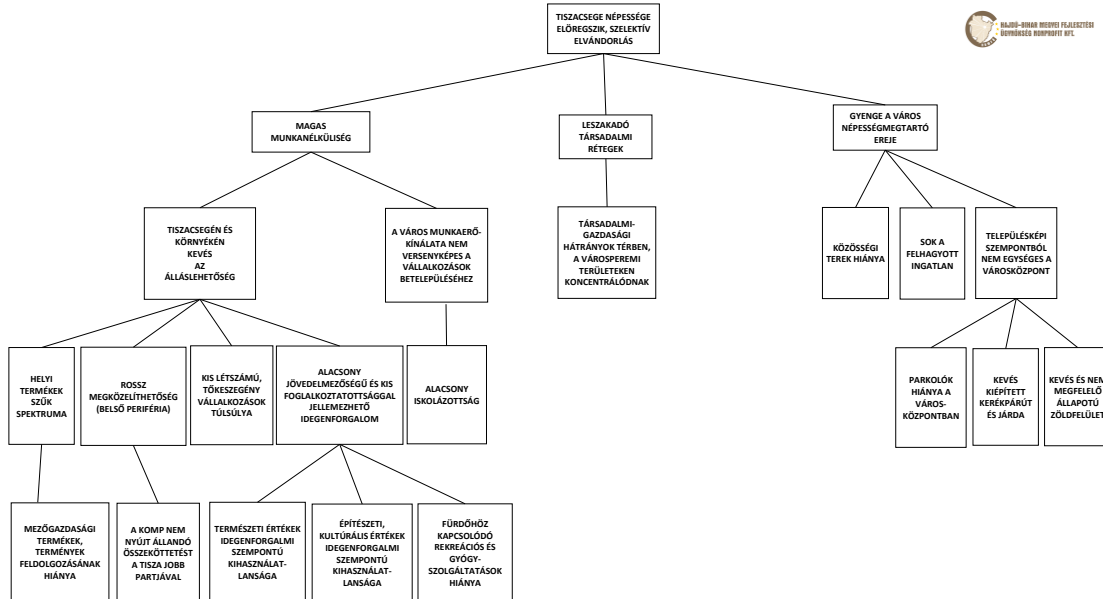 TISZACSEGE NÉPESSÉGE
ELÖREGSZIK, SZELEKTÍV
ELVÁNDORLÁS
HAJDÚ-BIHAR MEGYEI FEJLESZTÉSI
ÜGYNÖKSÉG NONPROFIT KFT.
MAGAS
MUNKANÉLKÜLISÉG
LESZAKADÓ
TÁRSADALMI
RÉTEGEK
GYENGE A VÁROS
NÉPESSÉGMEGTARTÓ
EREJE
TISZACSEGÉN ÉS
KÖRNYÉKÉN
KEVÉS
AZ
ÁLLÁSLEHETŐSÉG
A VÁROS MUNKAERŐ-
KÍNÁLATA NEM
VERSENYKÉPES A
VÁLLALKOZÁSOK
BETELEPÜLÉSÉHEZ
TÁRSADALMI-
GAZDASÁGI
HÁTRÁNYOK TÉRBEN,
A VÁROSPEREMI
TERÜLETEKEN
KONCENTRÁLÓDNAK
KÖZÖSSÉGI
TEREK HIÁNYA
SOK A
FELHAGYOTT
INGATLAN
TELEPÜLÉSKÉPI
SZEMPONTBÓL
NEM EGYSÉGES A
VÁROSKÖZPONT
HELYI
TERMÉKEK
SZŰK
SPEKTRUMA
ROSSZ
MEGKÖZELÍTHETŐSÉG
(BELSŐ PERIFÉRIA)
KIS LÉTSZÁMÚ,
TŐKESZEGÉNY
VÁLLALKOZÁSOK
TÚLSÚLYA
ALACSONY
JÖVEDELMEZŐSÉGŰ ÉS KIS
FOGLALKOZTATOTTSÁGGAL
JELLEMEZHETŐ
IDEGENFORGALOM
ALACSONY
ISKOLÁZOTTSÁG
PARKOLÓK
HIÁNYA A
VÁROS-
KÖZPONTBAN
KEVÉS
KIÉPÍTETT
KERÉKPÁRÚT
ÉS JÁRDA
KEVÉS ÉS NEM
MEGFELELŐ
ÁLLAPOTÚ
ZÖLDFELÜLET
MEZŐGAZDASÁGI
TERMÉKEK,
TERMÉNYEK
FELDOLGOZÁSÁNAK
HIÁNYA
A KOMP NEM
NYÚJT ÁLLANDÓ
ÖSSZEKÖTTETÉST
A TISZA JOBB
PARTJÁVAL
TERMÉSZETI ÉRTÉKEK
IDEGENFORGALMI
SZEMPONTÚ
KIHASZNÁLAT-
LANSÁGA
ÉPÍTÉSZETI,
KULTÚRÁLIS ÉRTÉKEK
IDEGENFORGALMI
SZEMPONTÚ
KIHASZNÁLAT-
LANSÁGA
FÜRDŐHÖZ
KAPCSOLÓDÓ
REKREÁCIÓS ÉS
GYÓGY-
SZOLGÁLTATÁSOK
HIÁNYA